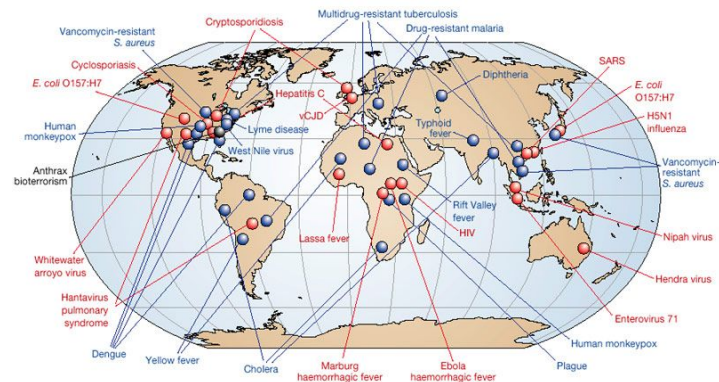 Cryptosporidiosis
Multidrug-resistant tuberculosis
Vancomycin-resistant
S. aureus
Drug-resistant malaria
Cyclosporiasis
SARS
E. coli
O157:H7
Hepatitis C
Diphtheria
E. coli
O157:H7
vCJD
H5N1
influenza
Human
monkeypox
Lyme disease
Typhoid
fever
West Nile virus
Vancomycin-
resistant
S. aureus
Anthrax
bioterrorism
Rift Valley
fever
HIV
Lassa fever
Nipah virus
Whitewater
arroyo virus
Hendra virus
Hantavirus
pulmonary
syndrome
Enterovirus 71
Dengue
Yellow fever
Cholera
Human monkeypox
Marburg
haemorrhagic fever
Ebola
haemorrhagic fever
Plague